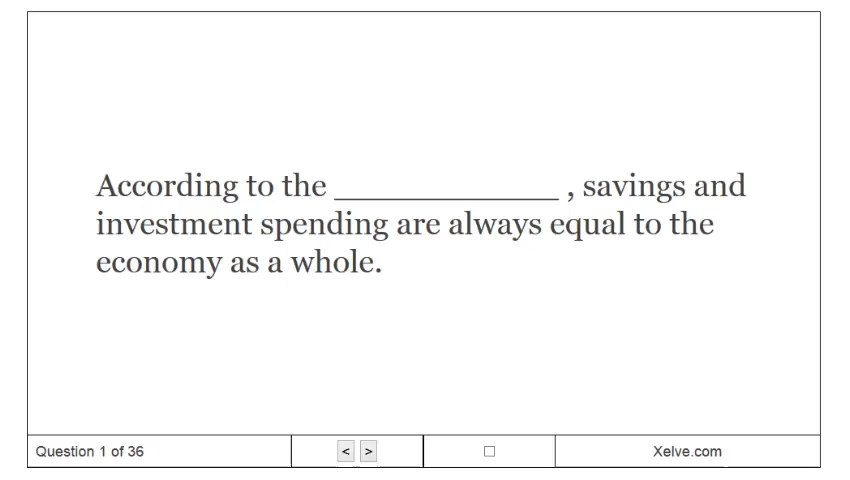 According to the ______________ , savings and
investment spending are always equal to the
economy as a whole.
Question 1 of 36
< >
Xelve.com